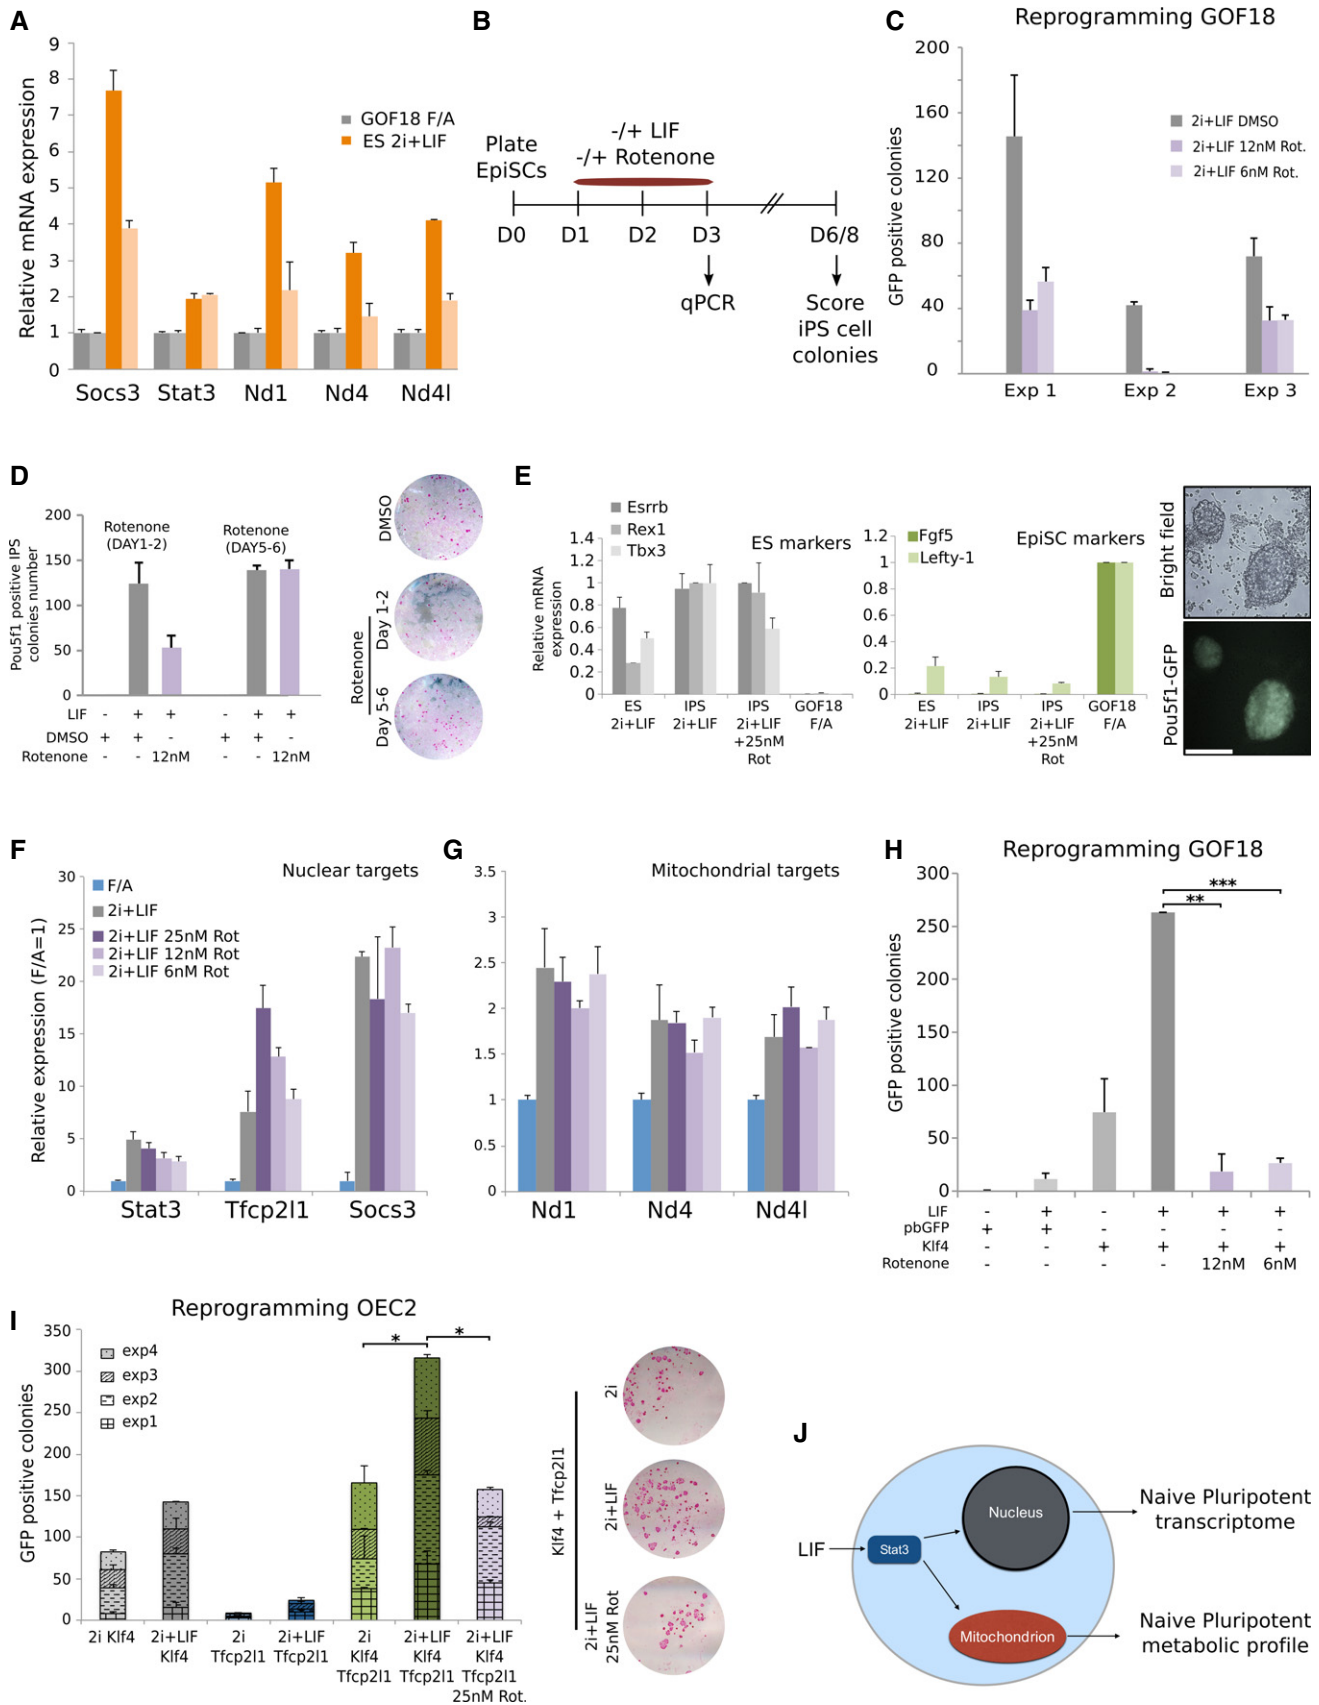 A
Relative mRNA expression
9
8
7
6
5
4
3
2
1
0
GOF18 F/A
ES 2i+LIF
Socs3 Stat3 Nd1 Nd4 Nd4l
B
Plate
EpiSCs
-/+ LIF
-/+ Rotenone
D0 D1 D2 D3 D6/8
qPCR
Score
iPS cell
colonies
C
Reprogramming GOF18
GFP positive colonies
200
160
120
80
40
0
2i+LIF DMSO
2i+LIF 12nM Rot.
2i+LIF 6nM Rot.
Exp 1 Exp 2 Exp 3
D
Pou5f1 positive IPS
colonies number
200
150
100
50
0
Rotenone
(DAY1-2)
Rotenone
(DAY5-6)
LIF - + + - + +
DMSO + + - + + -
Rotenone - - 12nM - - 12nM
DMSO
Day 1-2
Day 5-6
Rotenone
E
Relative mRNA
expression
Esrrb
Rex1
Tbx3
ES markers
1.4
1.2
1
0.8
0.6
0.4
0.2
0
ES
2i+LIF
IPS
2i+LIF
IPS
2i+LIF
+25nM
Rot
GOF18
F/A
Fgf5
Lefty-1
EpiSC markers
1.2
1
0.8
0.6
0.4
0.2
0
ES
2i+LIF
IPS
2i+LIF
IPS
2i+LIF
+25nM
Rot
GOF18
F/A
Bright field
Pou5f1-GFP
F
Relative expression (F/A=1)
30
25
20
15
10
5
0
Nuclear targets
F/A
2i+LIF
2i+LIF 25nM Rot
2i+LIF 12nM Rot
2i+LIF 6nM Rot
Stat3 Tfcp2l1 Socs3
G
Mitochondrial targets
3.5
3
2.5
2
1.5
1
0.5
0
Nd1 Nd4 Nd4l
H
Reprogramming GOF18
GFP positive colonies
300
250
200
150
100
50
0
***
**
LIF - + - + + +
pbGFP + + - - - -
Klf4 - - + + + +
Rotenone - - - - 12nM 6nM
I
Reprogramming OEC2
GFP positive colonies
350
300
250
200
150
100
50
0
exp4
exp3
exp2
exp1
* *
2i Klf4
2i+LIF
Klf4
2i
Tfcp2l1
2i+LIF
Tfcp2l1
2i
Klf4
Tfcp2l1
2i+LIF
Klf4
Tfcp2l1
2i+LIF
Klf4
Tfcp2l1
25nM Rot.
Klf4 + Tfcp2l1
2i
2i+LIF
2i+LIF
25nM Rot
J
LIF
Stat3
Nucleus
Mitochondrion
Naive Pluripotent
transcriptome
Naive Pluripotent
metabolic profile